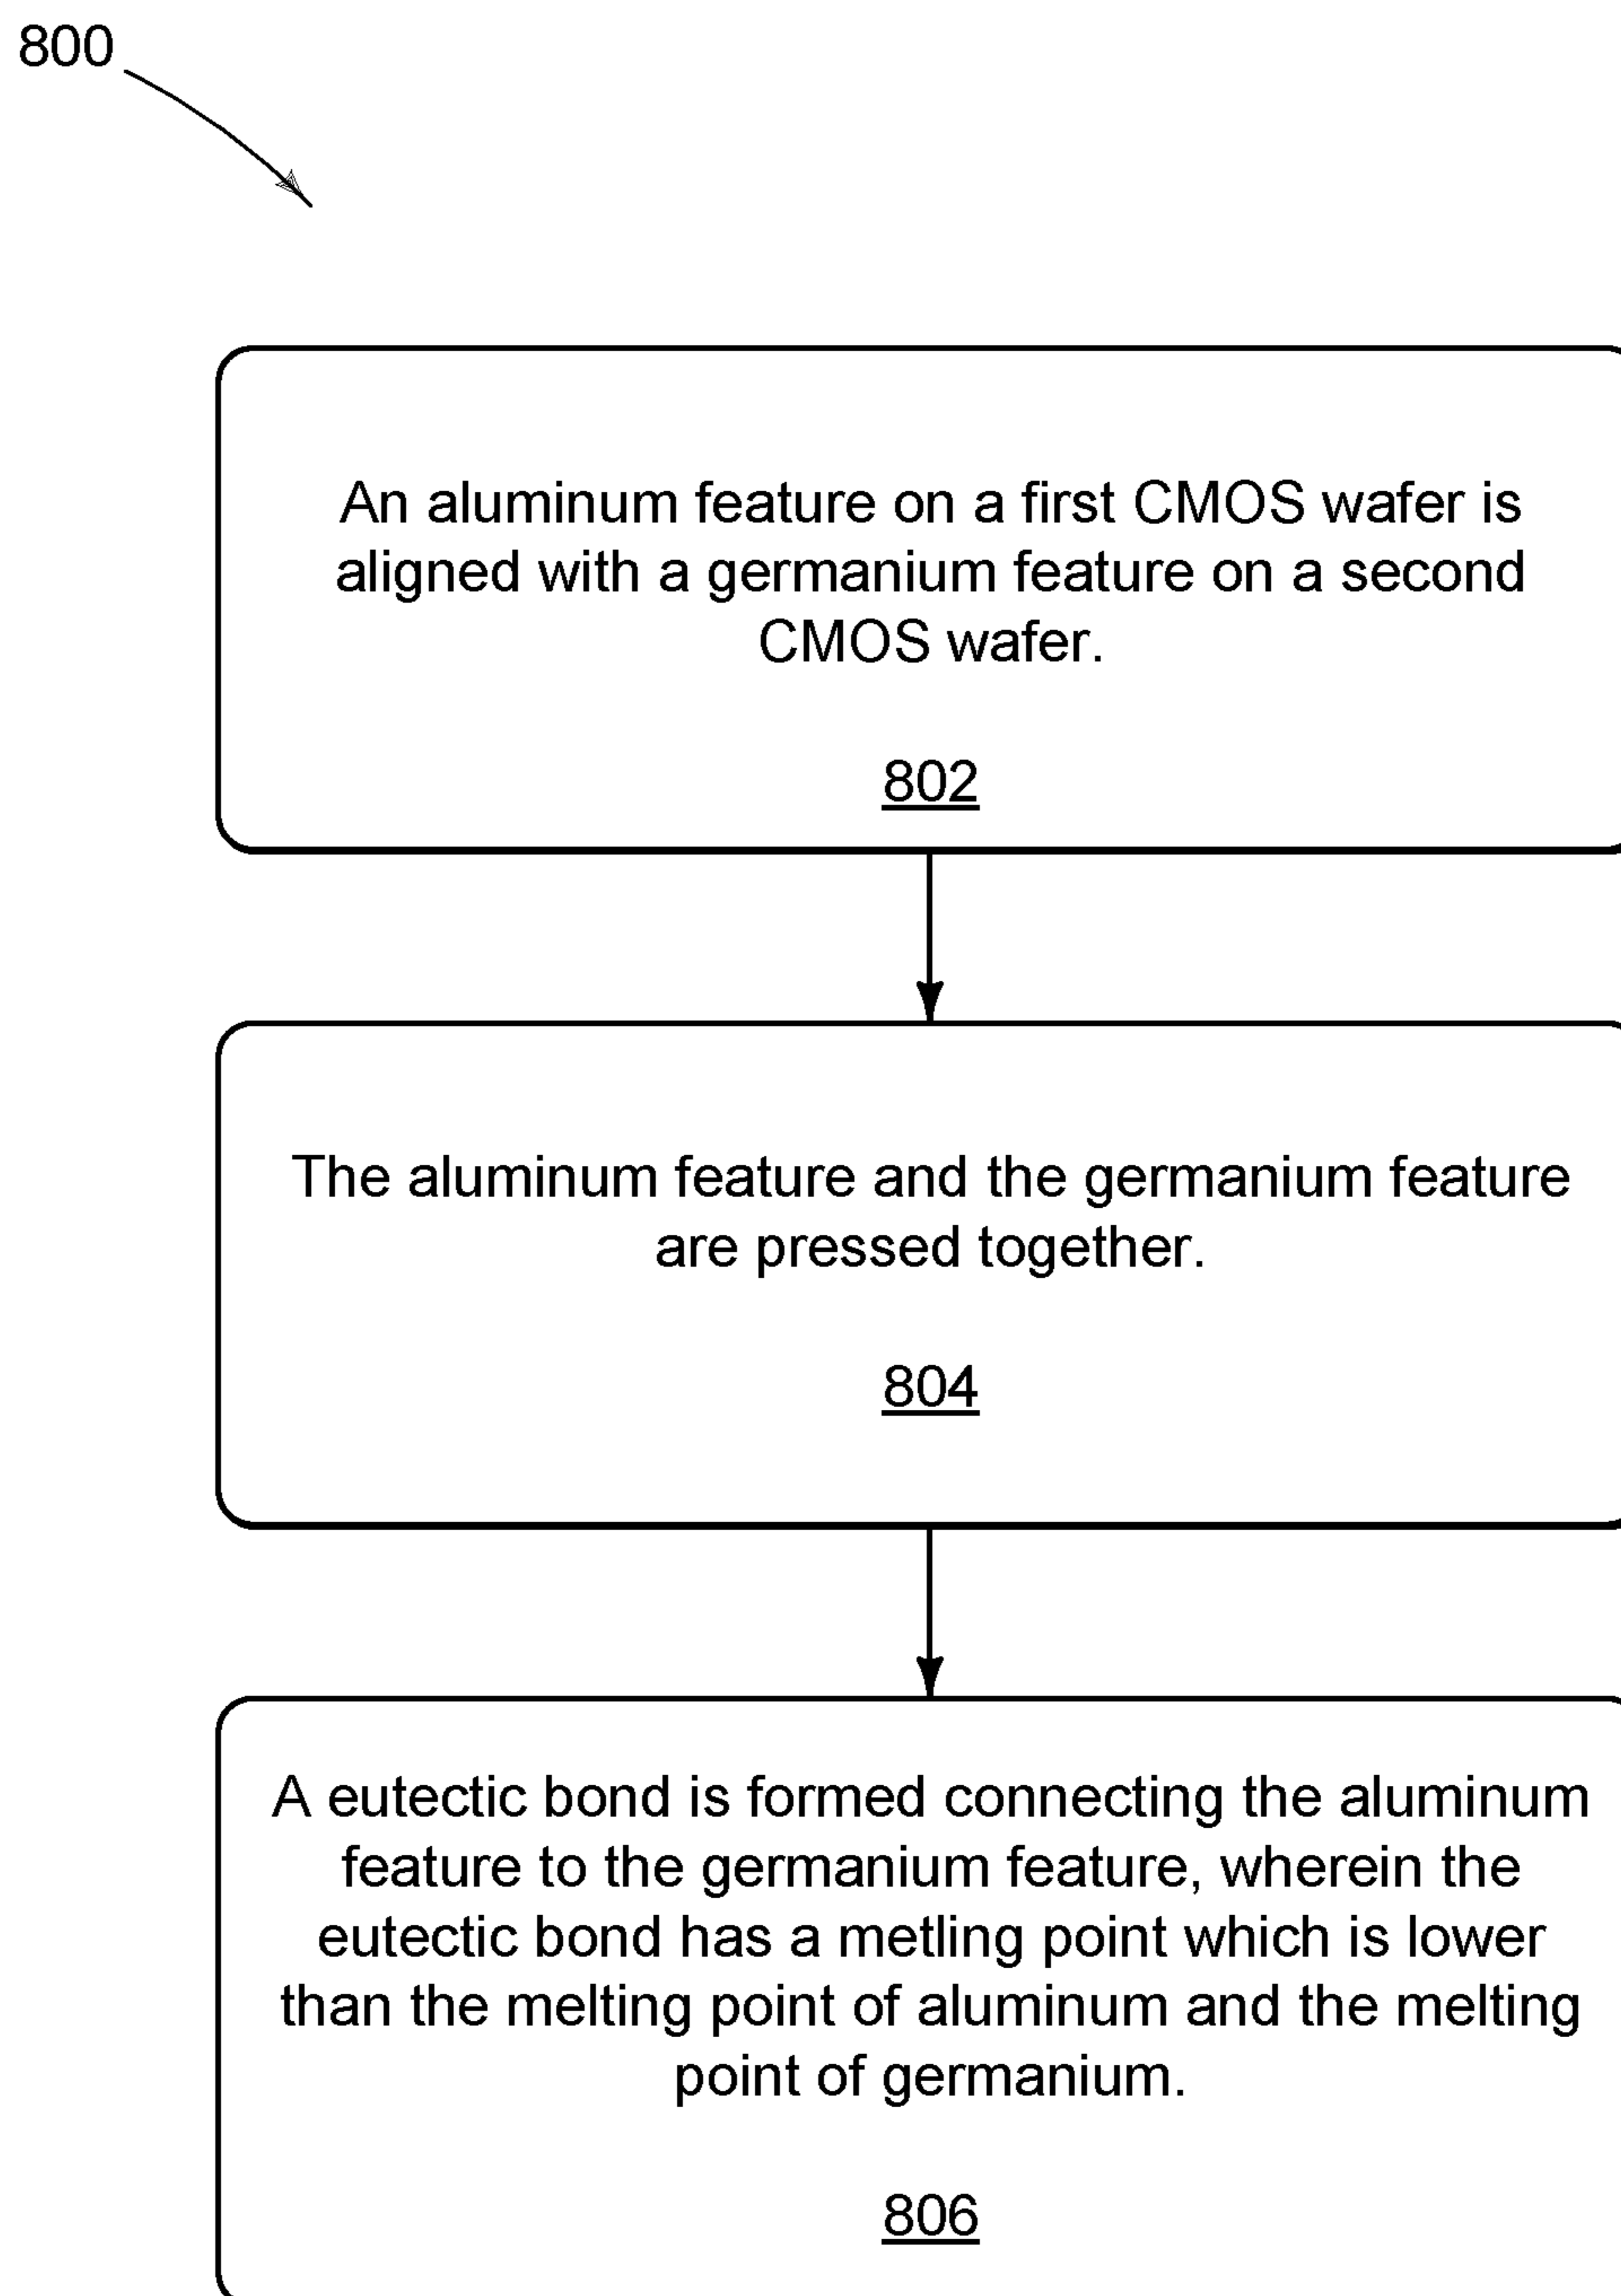 800
An aluminum feature on a first CMOS wafer is
aligned with a germanium feature on a second
CMOS wafer.
802
The aluminum feature and the germanium feature
are pressed together.
804
A eutectic bond is formed connecting the aluminum
feature to the germanium feature, wherein the
eutectic bond has a metling point which is lower
than the melting point of aluminum and the melting
point of germanium.
806